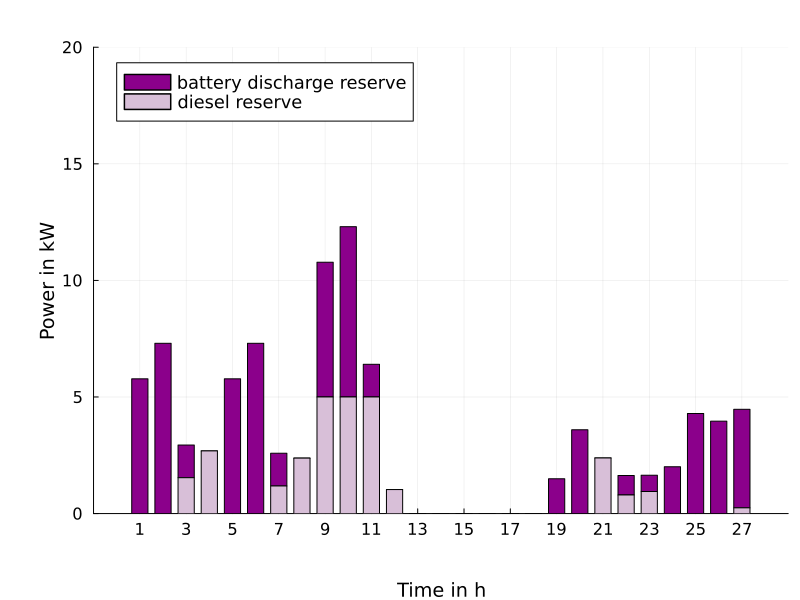 20
15
10
5
0
Power in kW
battery discharge reserve
diesel reserve
1 3 5 7 9 11 13 15 17 19 21 23 25 27
Time in h